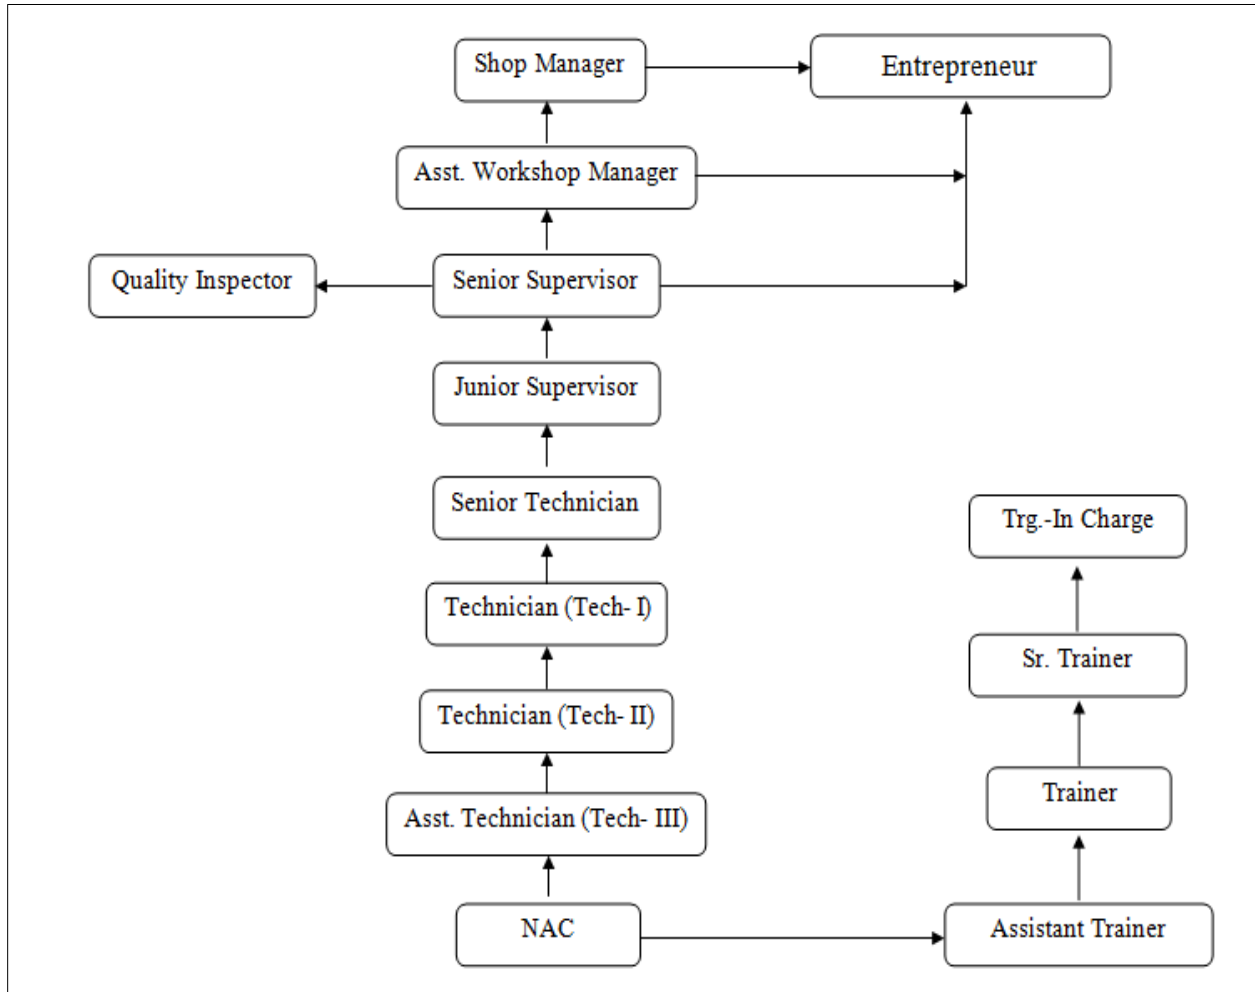 Shop Manager
Entrepreneur
Asst. Workshop Manager
Quality Inspector
Senior Supervisor
Junior Supervisor
Senior Technician
Trg.-In Charge
Technician (Tech- I)
Sr. Trainer
Technician (Tech- II)
Trainer
Asst. Technician (Tech- III)
NAC
Assistant Trainer